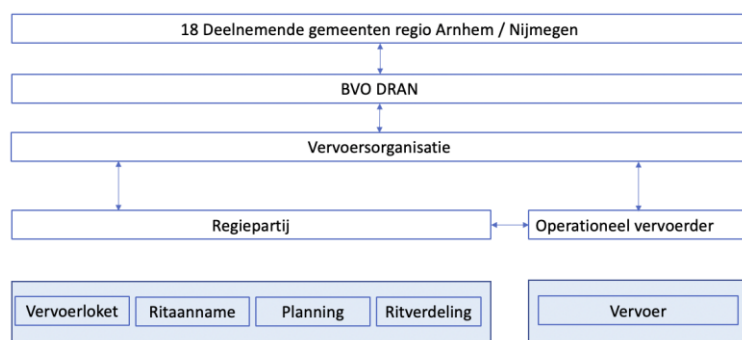 18 Deelnemende gemeenten regio Arnhem / Nijmegen
BVO DRAN
Vervoersorganisatie
Regiepartij
Operationeel vervoerder
Vervoerloket
Ritaanname
Planning
Ritverdeling
Vervoer